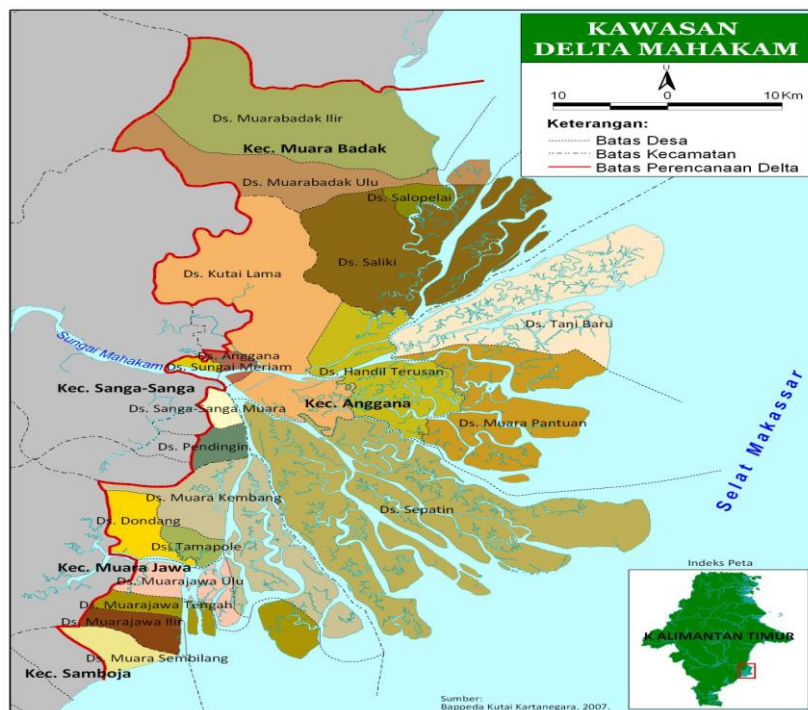 KAWASAN
DELTA MAHAKAM
U
10 0 10 Km
Keterangan:
Batas Desa
Batas Kecamatan
Batas Perencanaan Delta
Ds. Muarabadak Ilir
Kec. Muara Badak
Ds. Muarabadak Ulu
Ds. Salopelai
Ds. Saliki
Ds. Kutai Lama
Ds. Tani Baru
Sungai Mahakam
Ds. Anggana
Ds. Sungai Meriam
Ds. Handil Terusan
Kec. Sanga-Sanga
Kec. Anggana
Ds. Sanga-Sanga Muara
Ds. Muara Pantuan
Ds. Pendingin
Selat Makassar
Ds. Muara Kembang
Ds. Sepatin
Ds. Dondang
Ds. Tamapole
Kec. Muara Jawa
Ds. Muarajawa Ulu
Ds. Muarajawa Tengah
Ds. Muarajawa Ilir
Ds. Muara Sembilang
Kec. Samboja
Indeks Peta
KALIMANTAN TIMUR
Sumber:
Bappeda Kutai Kartanegara. 2007.